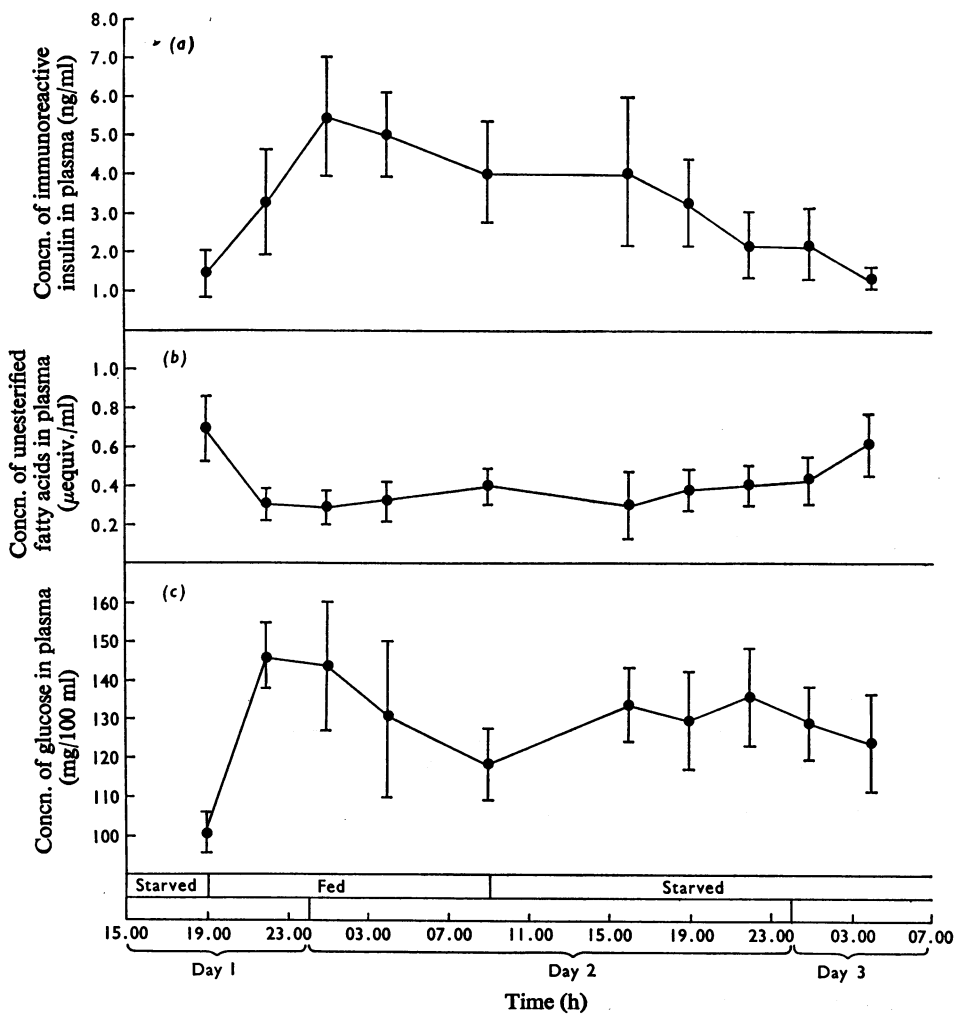 (a)
Concn. of immunoreactive
insulin in plasma (ng/ml)
8.0
7.0
6.0
5.0
4.0
3.0
2.0
1.0
(b)
Concn. of unesterified
fatty acids in plasma
(μequiv./ml)
1.0
0.8
0.6
0.4
0.2
(c)
Concn. of glucose in plasma
(mg/100 ml)
160
150
140
130
120
110
100
Starved Fed Starved
15.00 19.00 23.00 03.00 07.00 11.00 15.00 19.00 23.00 03.00 07.00
Day 1 Day 2 Day 3
Time (h)